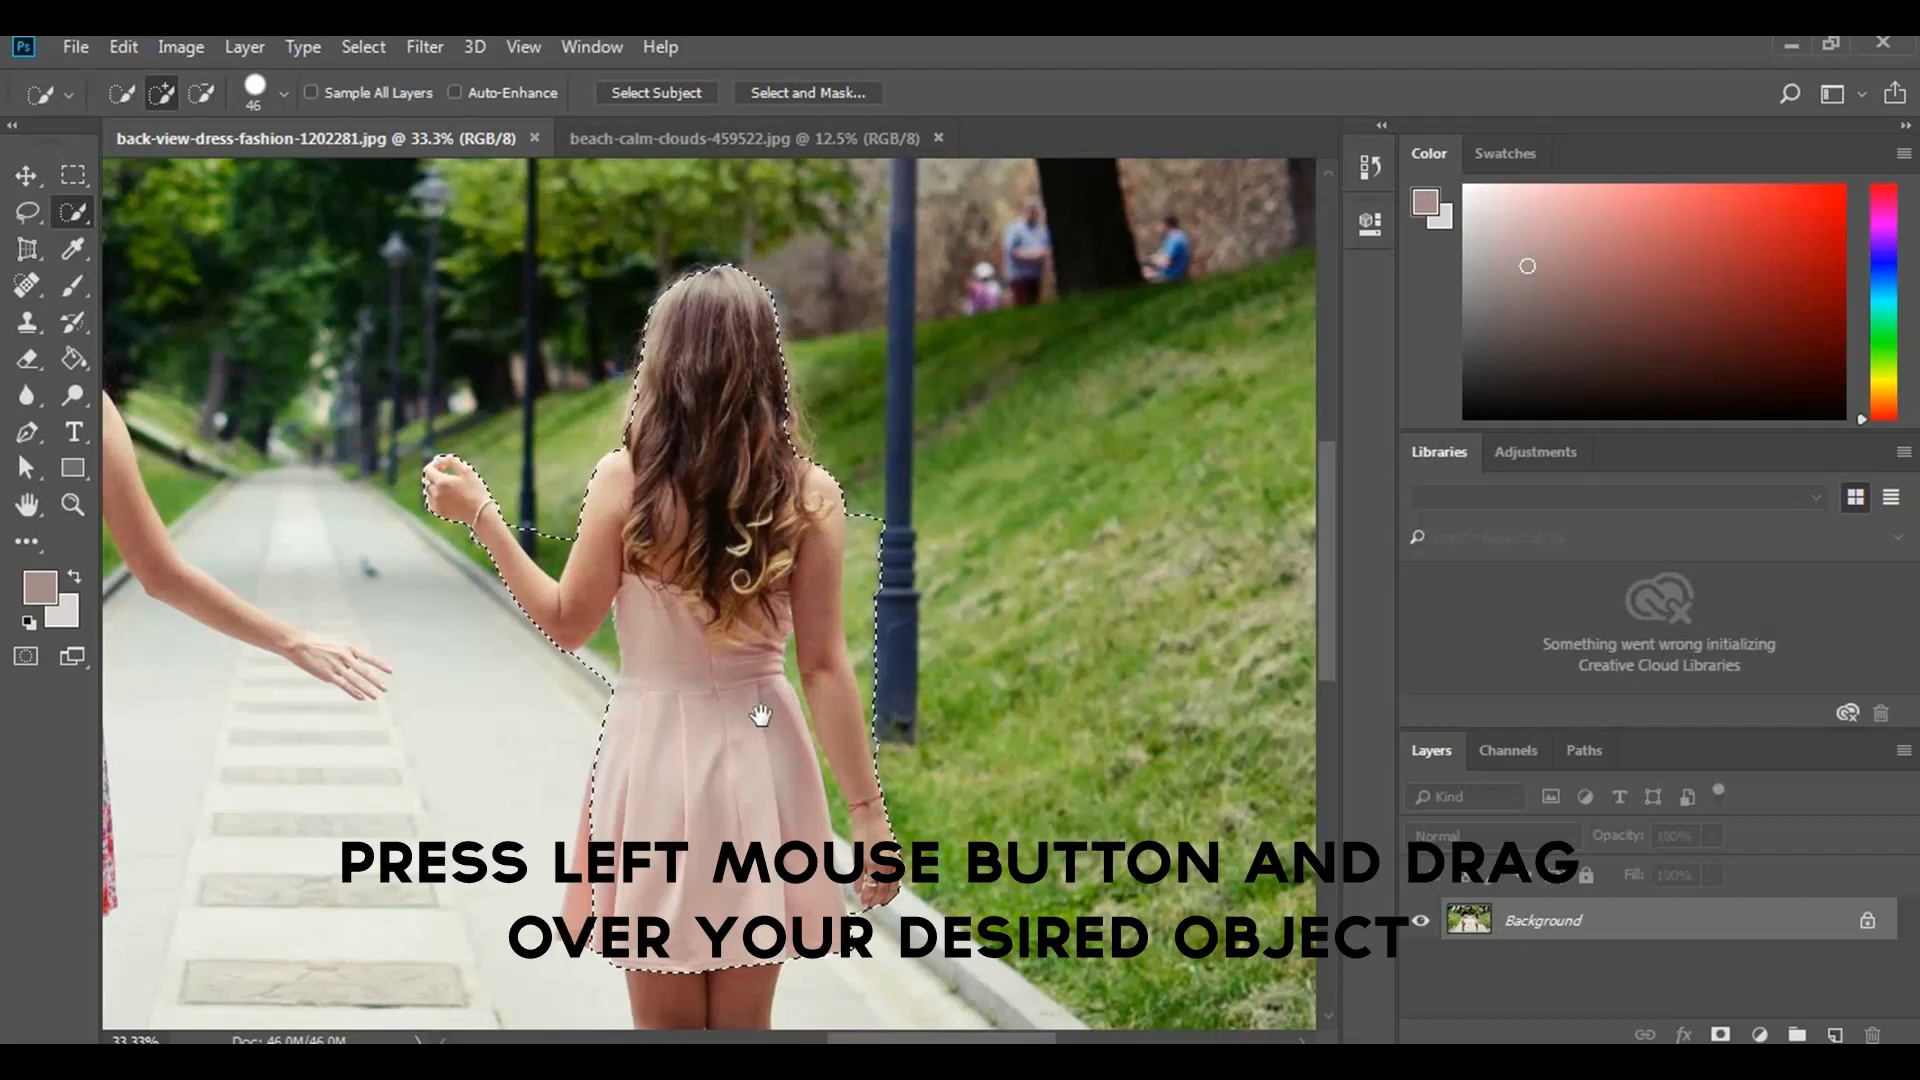 Ps File Edit Image Layer Type Select Filter 3D View Window Help
46 Sample All Layers Auto-Enhance Select Subject Select and Mask...
back-view-dress-fashion-1202281.jpg @ 33.3% (RGB/8) × beach-calm-clouds-459522.jpg @ 12.5% (RGB/8) ×
Color Swatches
Libraries Adjustments
Something went wrong initializing
Creative Cloud Libraries
Layers Channels Paths
Kind
Normal Opacity: 100%
Fill: 100%
Background
PRESS LEFT MOUSE BUTTON AND DRAG
OVER YOUR DESIRED OBJECT
33.33% Doc: 46.0M/46.0M